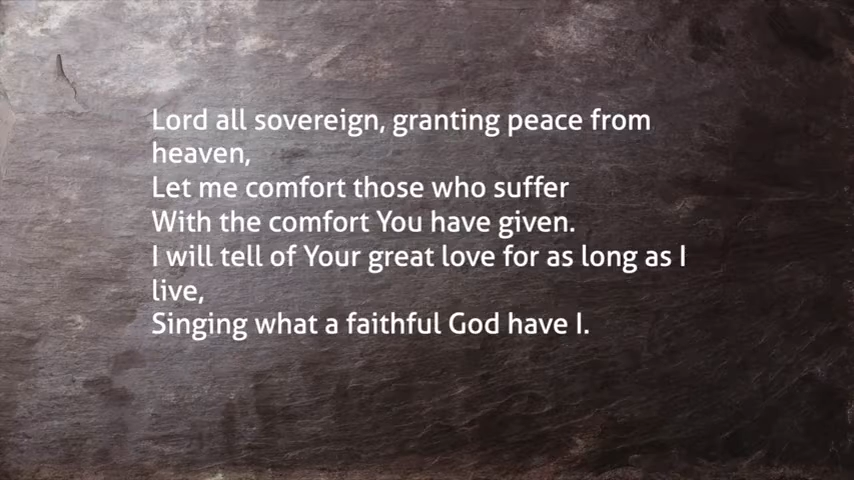 Lord all sovereign, granting peace from
heaven,
Let me comfort those who suffer
With the comfort You have given.
I will tell of Your great love for as long as I
live,
Singing what a faithful God have I.